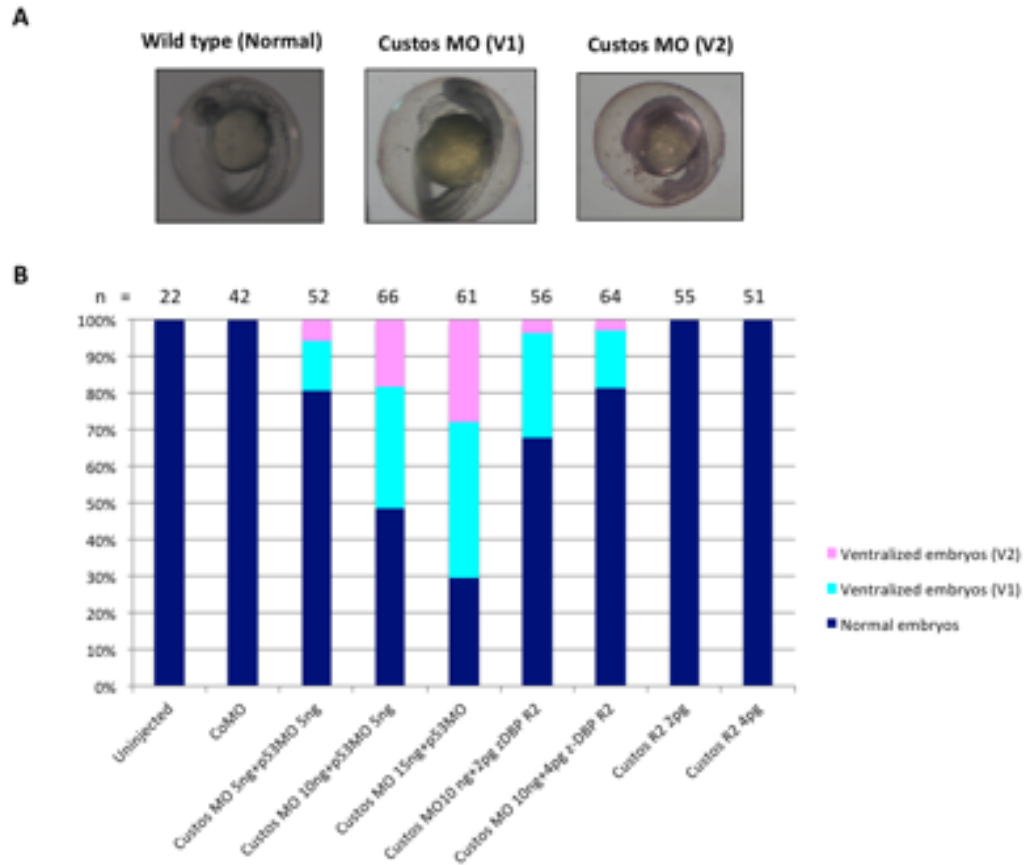 A
Wild type (Normal) Custos MO (V1) Custos MO (V2)
B
n = 22 42 52 66 61 56 64 55 51
100%
90%
80%
70%
60%
50%
40%
30%
20%
10%
0%
Ventralized embryos (V2)
Ventralized embryos (V1)
Normal embryos
Uninjected
CoMO
Custos MO 5ng+p53MO 5ng
Custos MO 10ng+p53MO 5ng
Custos MO 15ng+p53MO
Custos MO10 ng+2pg zDBP R2
Custos MO 10ng+4pg z-DBP R2
Custos R2 2pg
Custos R2 4pg